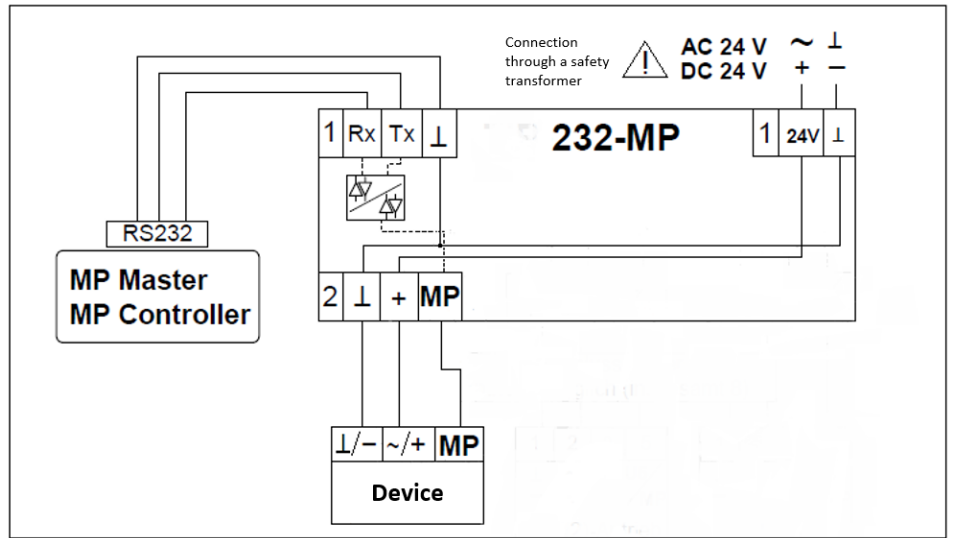 Connection
through a safety
transformer
AC 24 V ~ ⊥
DC 24 V + −
1 Rx Tx ⊥
232-MP
1 24V ⊥
RS232
MP Master
MP Controller
2 ⊥ + MP
⊥/− ~/+ MP
Device